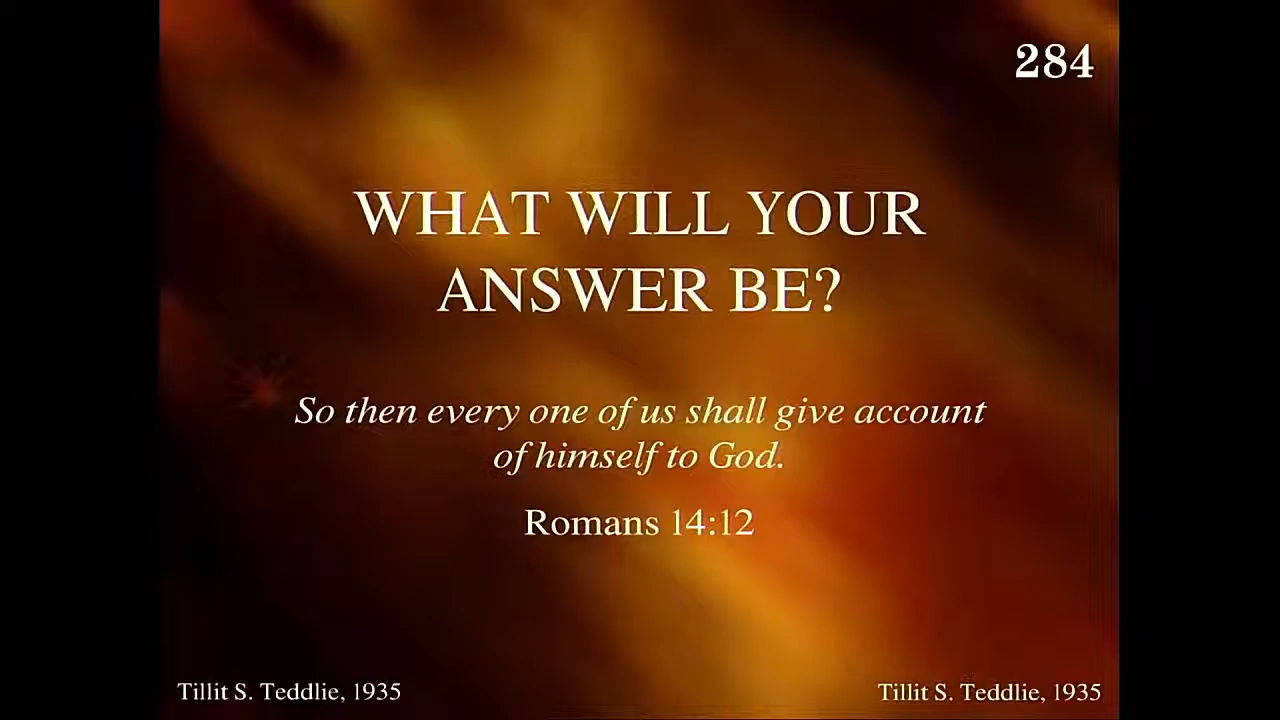 284
WHAT WILL YOUR
ANSWER BE?
So then every one of us shall give account
of himself to God.
Romans 14:12
Tillit S. Teddlie, 1935
Tillit S. Teddlie, 1935